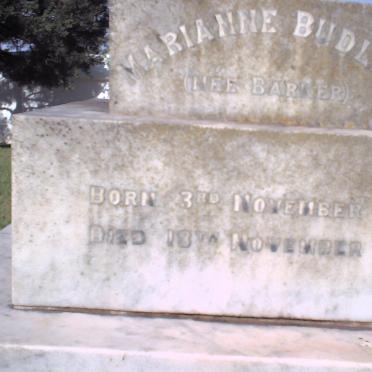 MARIANNE BUDL
(NEE BARKER)
BORN 3RD NOVEMBER
DIED 18TH NOVEMBER